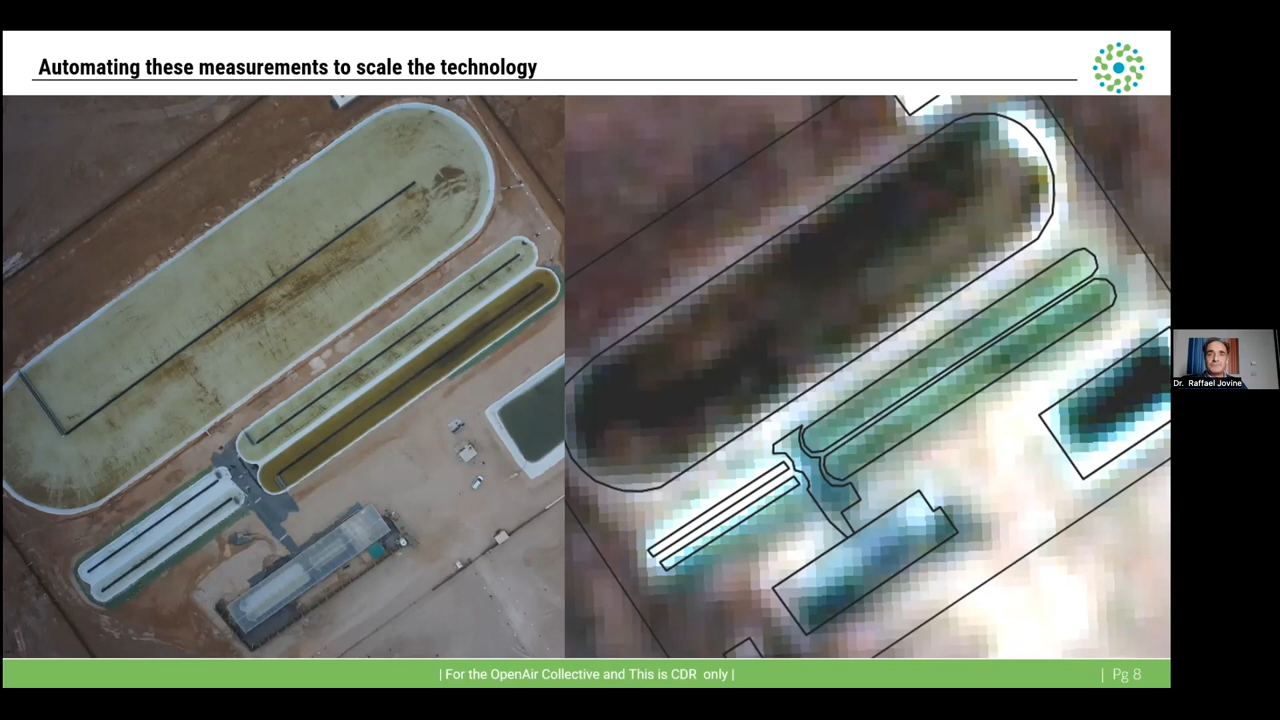 Automating these measurements to scale the technology
Dr. Raffael Jovine
| For the OpenAir Collective and This is CDR only |
| Pg 8